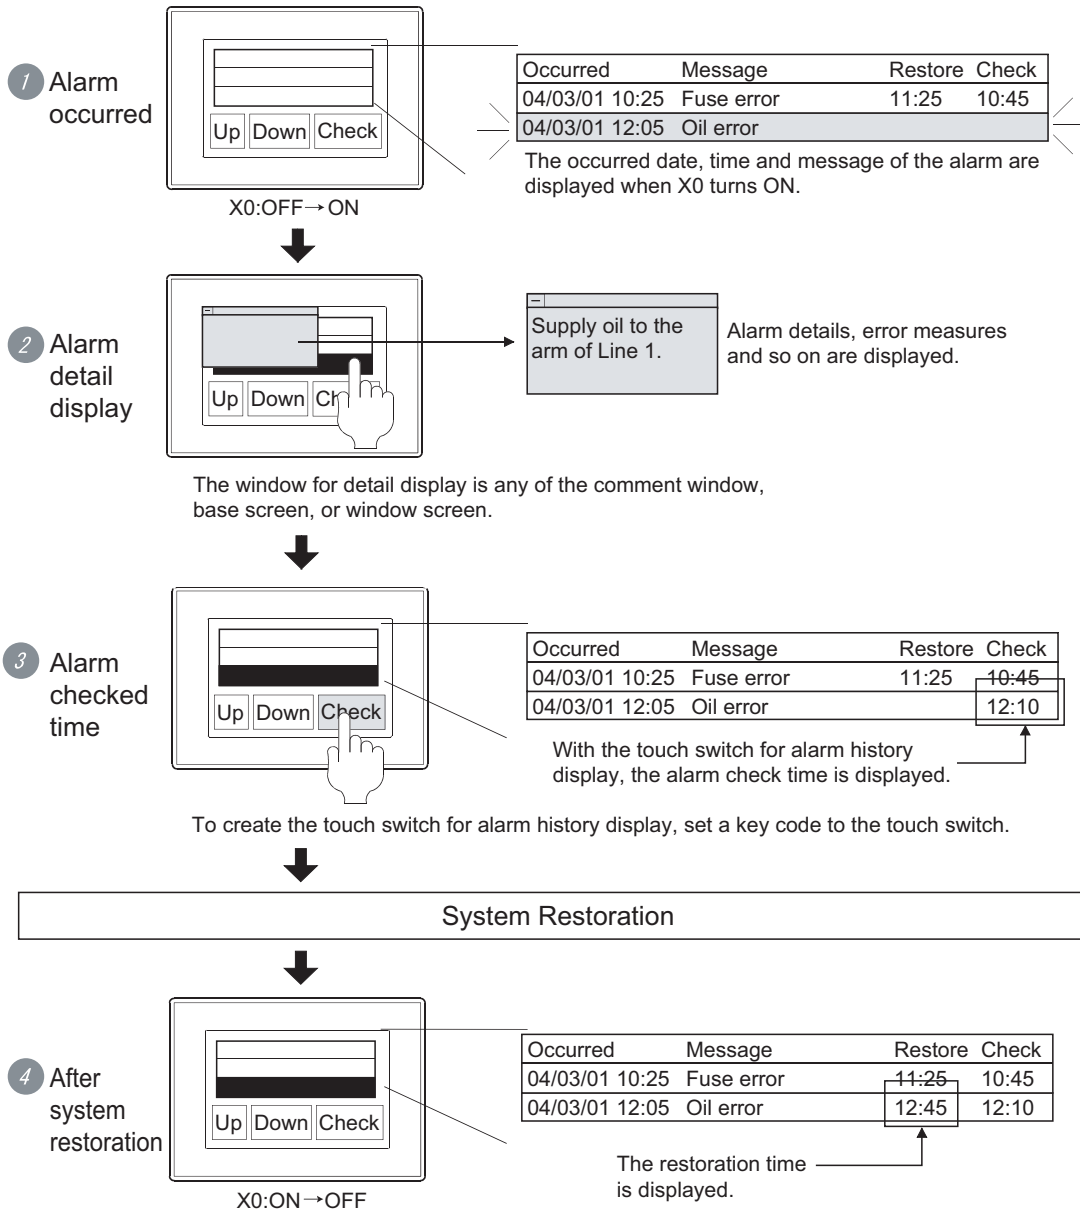 1 Alarm
occurred
Up Down Check
X0:OFF→ON
Occurred Message Restore Check
04/03/01 10:25 Fuse error 11:25 10:45
04/03/01 12:05 Oil error
The occurred date, time and message of the alarm are
displayed when X0 turns ON.
2 Alarm
detail
display
Up Down Ch
Supply oil to the
arm of Line 1.
Alarm details, error measures
and so on are displayed.
The window for detail display is any of the comment window,
base screen, or window screen.
3 Alarm
checked
time
Up Down Check
Occurred Message Restore Check
04/03/01 10:25 Fuse error 11:25 10:45
04/03/01 12:05 Oil error 12:10
With the touch switch for alarm history
display, the alarm check time is displayed.
To create the touch switch for alarm history display, set a key code to the touch switch.
System Restoration
4 After
system
restoration
Up Down Check
X0:ON→OFF
Occurred Message Restore Check
04/03/01 10:25 Fuse error 11:25 10:45
04/03/01 12:05 Oil error 12:45 12:10
The restoration time
is displayed.